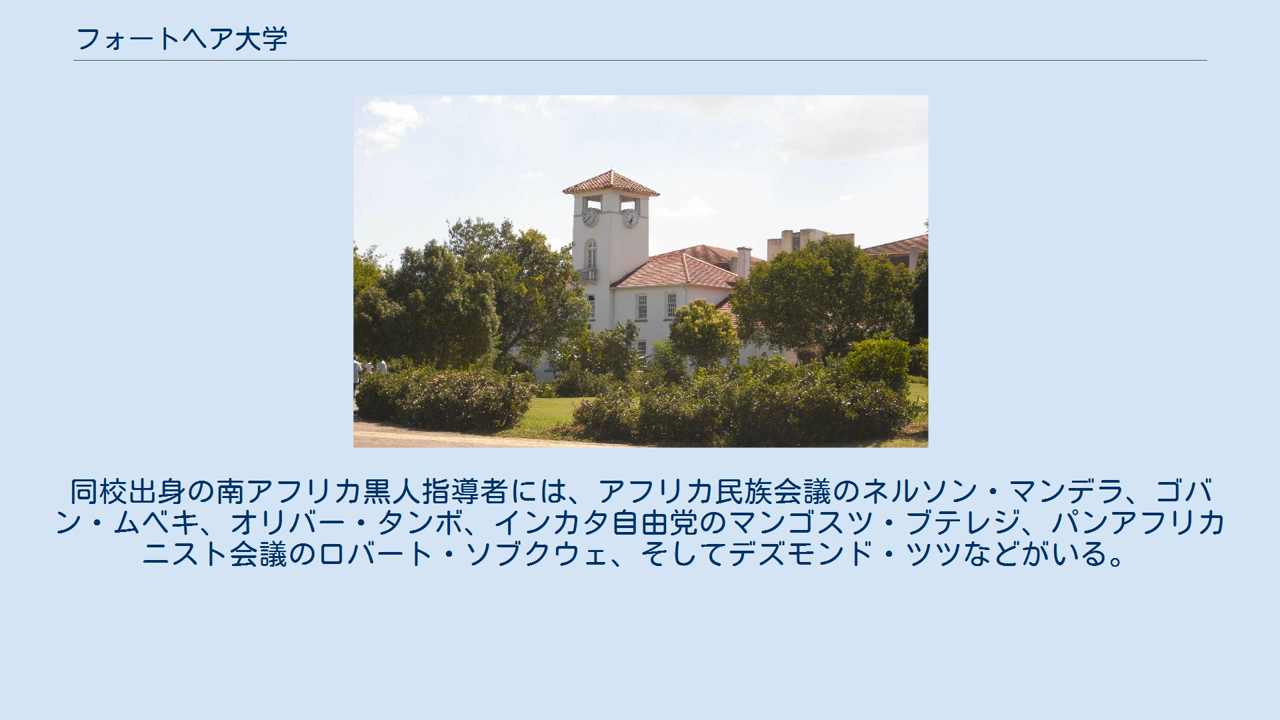 フォートヘア大学
同校出身の南アフリカ黒人指導者には、アフリカ民族会議のネルソン・マンデラ、ゴバ
ン・ムベキ、オリバー・タンボ、インカタ自由党のマンゴスツ・ブテレジ、パンアフリカ
ニスト会議のロバート・ソブクウェ、そしてデズモンド・ツツなどがいる。